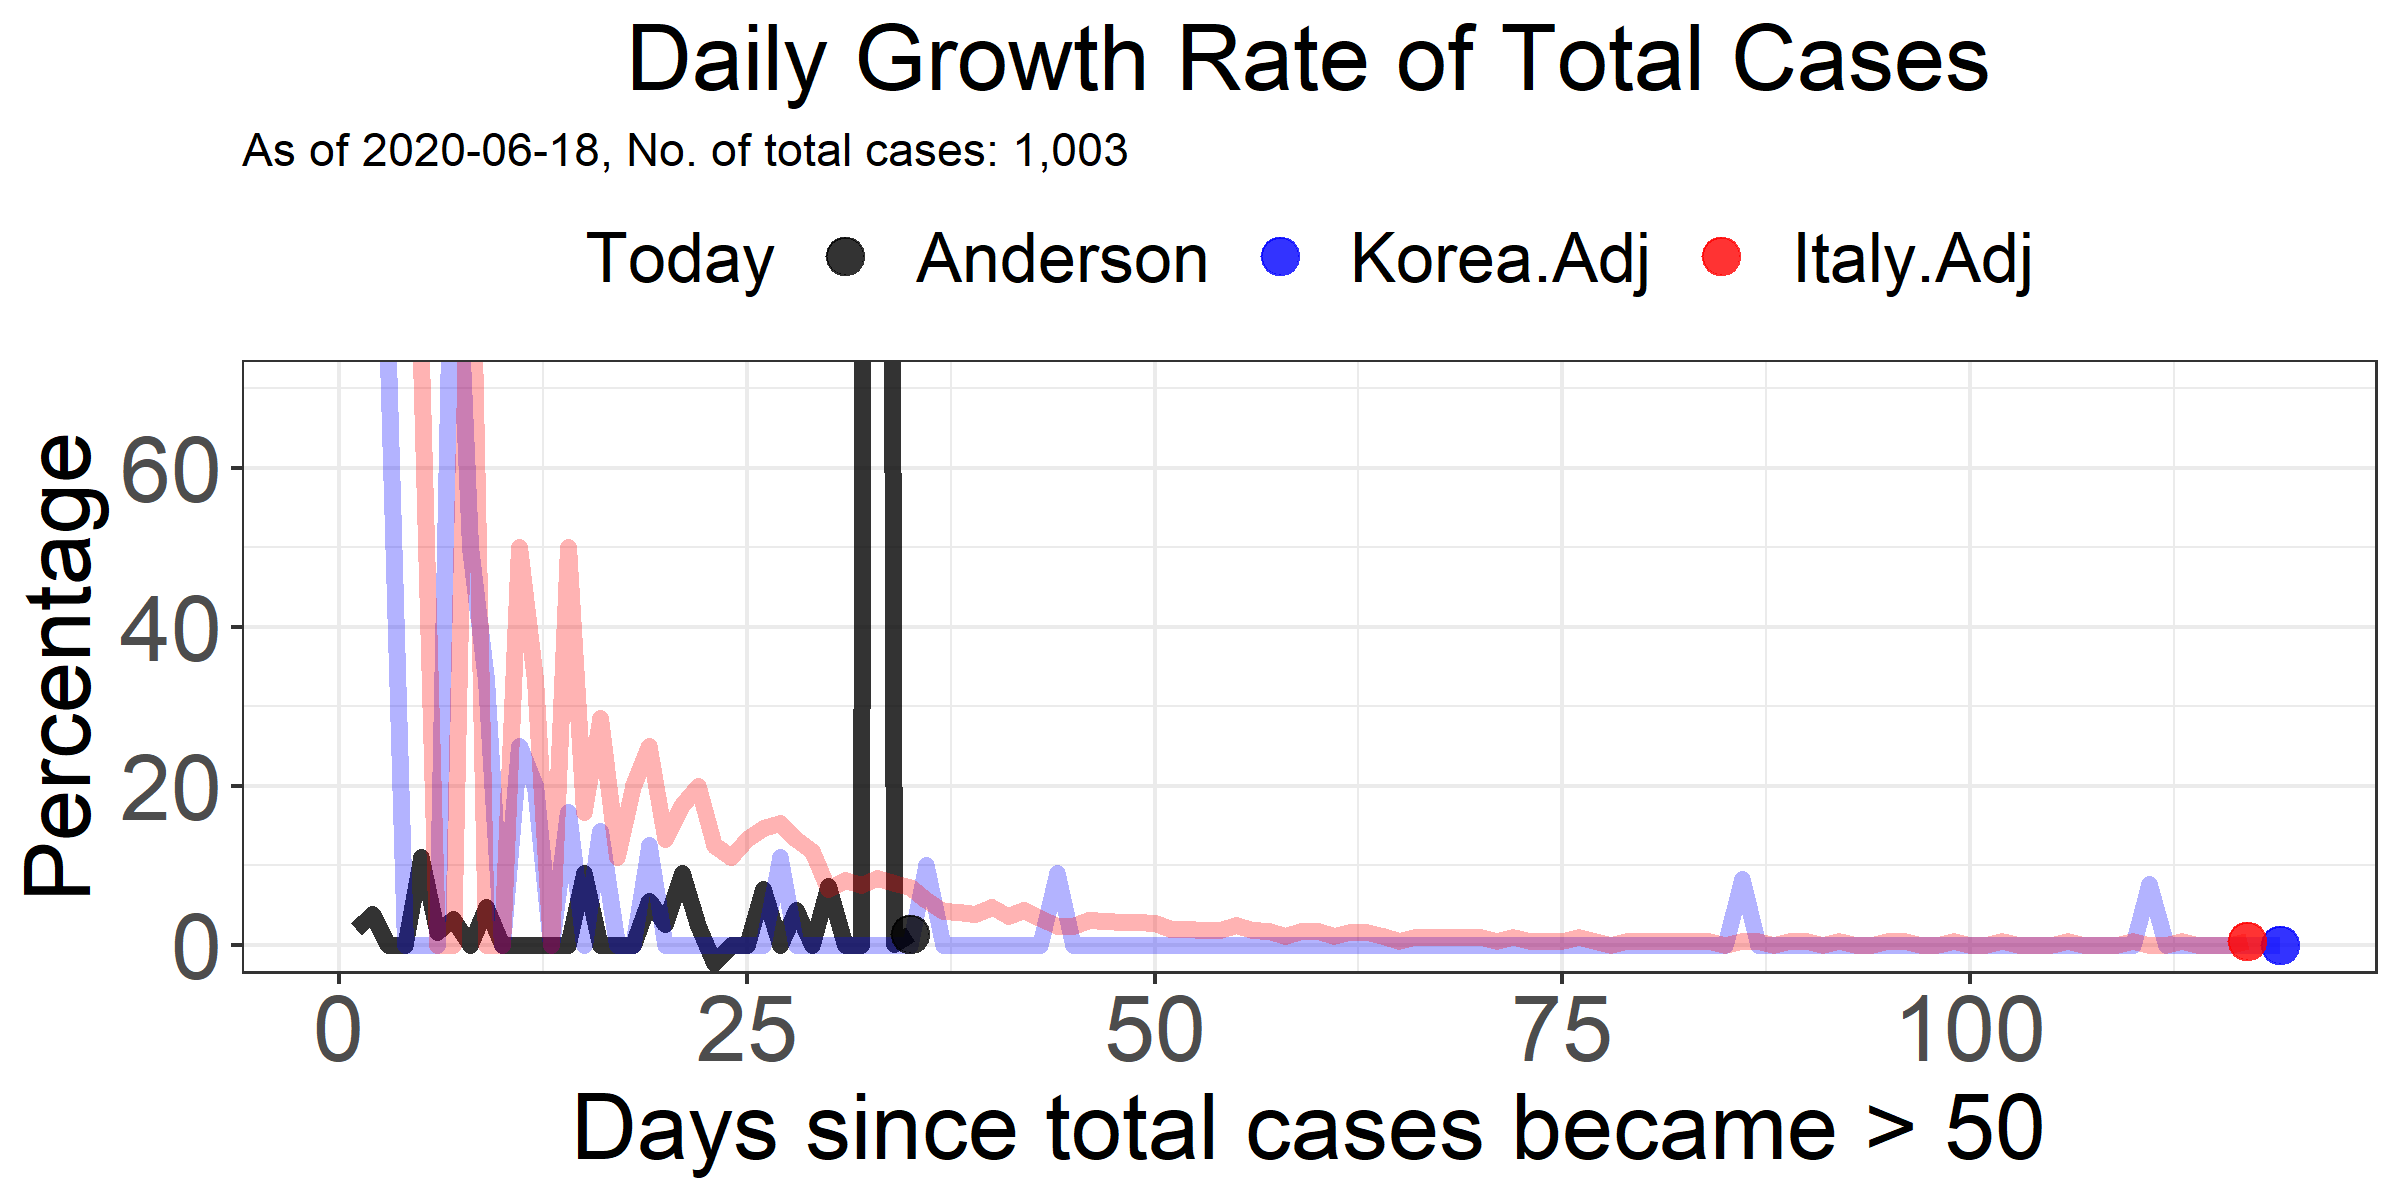 Daily Growth Rate of Total Cases
As of 2020-06-18, No. of total cases: 1,003
Today Anderson Korea.Adj Italy.Adj
Percentage
60
40
20
0
0 25 50 75 100
Days since total cases became > 50